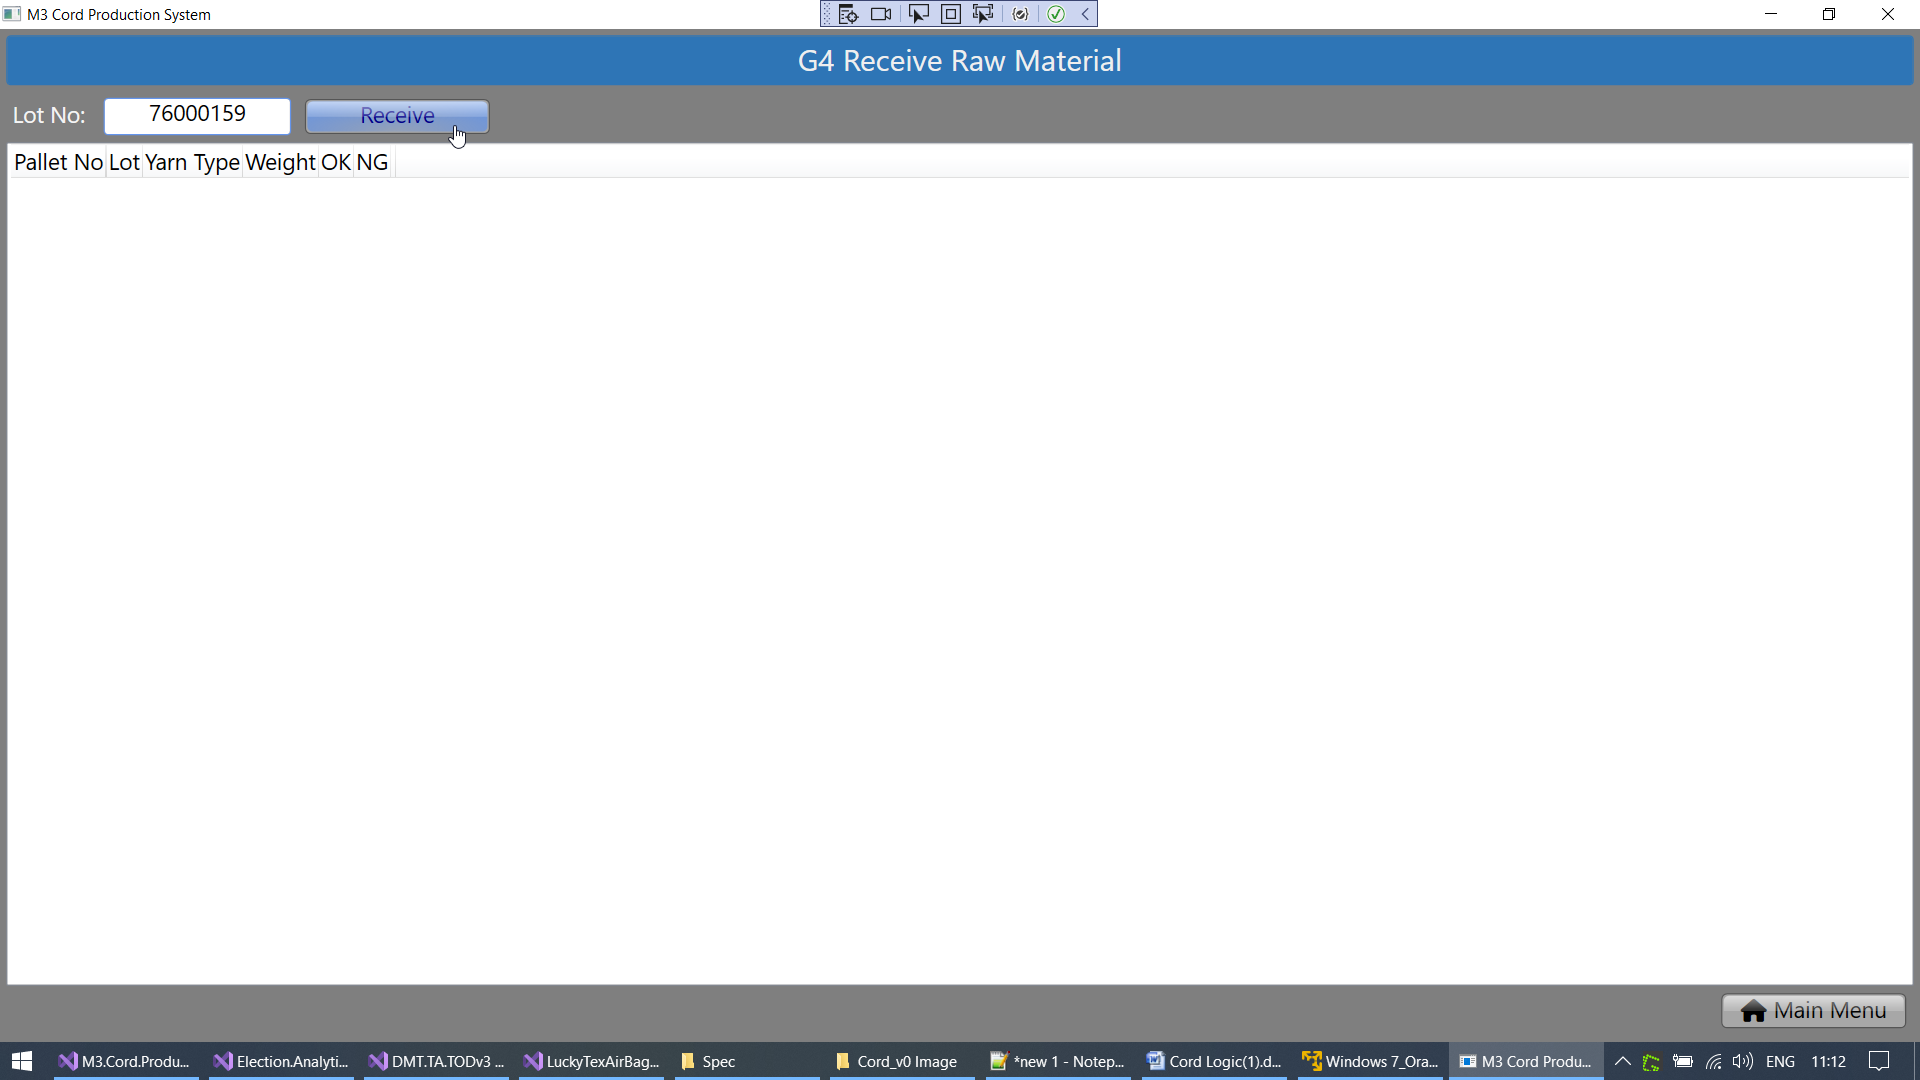 M3 Cord Production System
G4 Receive Raw Material
Lot No: 76000159 Receive
Pallet No Lot Yarn Type Weight OK NG
Main Menu
M3.Cord.Produ... Election.Analyti... DMT.TA.TODv3 ... LuckyTexAirBag... Spec Cord_v0 Image *new 1 - Notep... Cord Logic(1).d... Windows 7_Ora... M3 Cord Produ... ENG 11:12